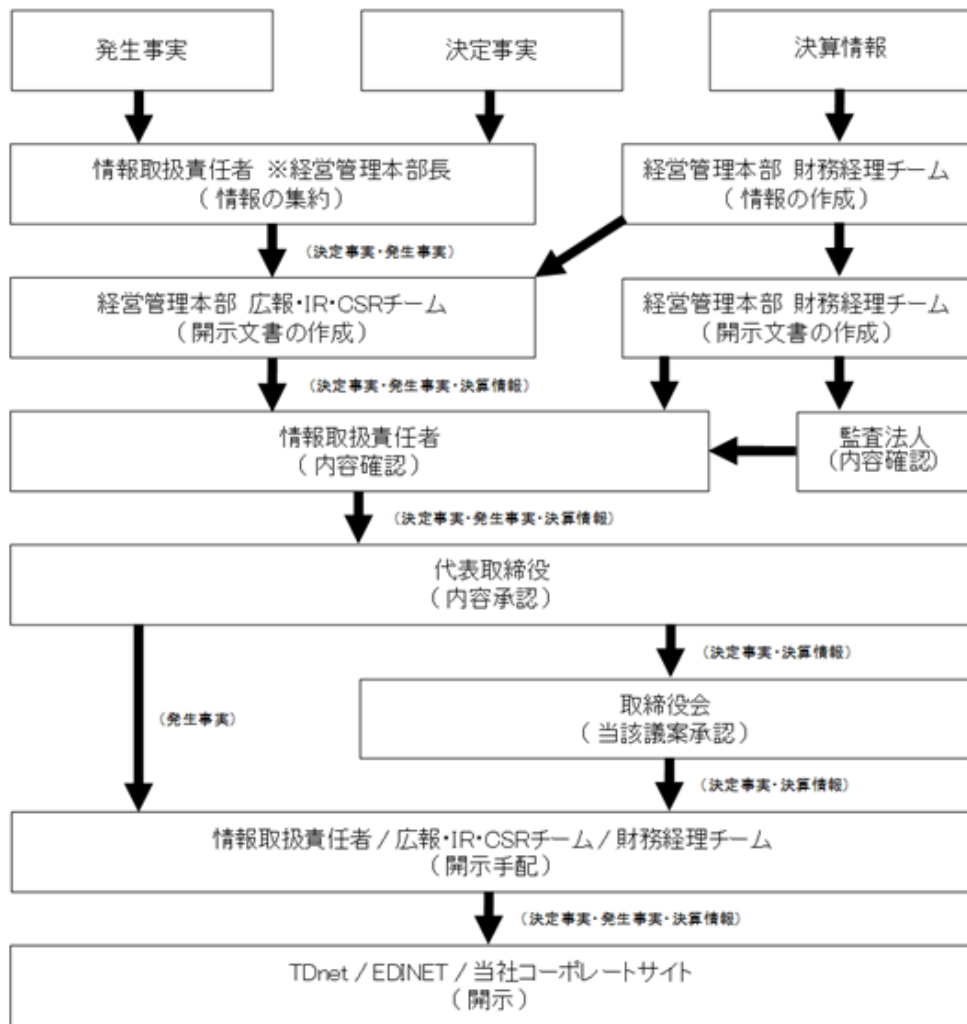 発生事実
決定事実
決算情報
情報取扱責任者 ※経営管理本部長
(情報の集約)
経営管理本部 財務経理チーム
(情報の作成)
(決定事実・発生事実)
経営管理本部 広報・IR・CSRチーム
(開示文書の作成)
経営管理本部 財務経理チーム
(開示文書の作成)
(決定事実・発生事実・決算情報)
情報取扱責任者
(内容確認)
監査法人
(内容確認)
(決定事実・発生事実・決算情報)
代表取締役
(内容承認)
(決定事実・決算情報)
取締役会
(当該議案承認)
(発生事実)
(決定事実・決算情報)
情報取扱責任者 / 広報・IR・CSRチーム / 財務経理チーム
(開示手配)
(決定事実・発生事実・決算情報)
TDnet / EDINET / 当社コーポレートサイト
(開示)